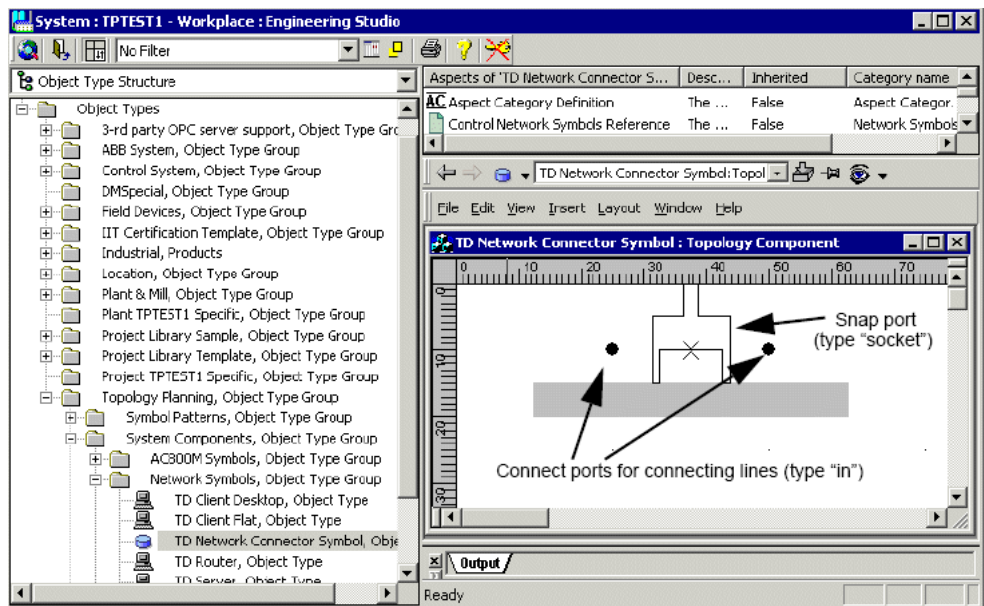 System : TPTEST1 - Workplace : Engineering Studio
No Filter
Object Type Structure
Object Types
3-rd party OPC server support, Object Type Gro
ABB System, Object Type Group
Control System, Object Type Group
DMSpecial, Object Type Group
Field Devices, Object Type Group
IIT Certification Template, Object Type Group
Industrial, Products
Location, Object Type Group
Plant & Mill, Object Type Group
Plant TPTEST1 Specific, Object Type Group
Project Library Sample, Object Type Group
Project Library Template, Object Type Group
Project TPTEST1 Specific, Object Type Group
Topology Planning, Object Type Group
Symbol Patterns, Object Type Group
System Components, Object Type Group
AC800M Symbols, Object Type Group
Network Symbols, Object Type Group
TD Client Desktop, Object Type
TD Client Flat, Object Type
TD Network Connector Symbol, Obje
TD Router, Object Type
TD Server, Object Type
Aspects of 'TD Network Connector S... Desc... Inherited Category name
AC Aspect Category Definition The ... False Aspect Categor.
Control Network Symbols Reference The ... False Network Symbols
TD Network Connector Symbol:Topol
File Edit View Insert Layout Window Help
TD Network Connector Symbol : Topology Component
0 10 20 30 40 50 60 70
0
10
20
30
Snap port
(type “socket”)
Connect ports for connecting lines (type “in”)
Output
Ready